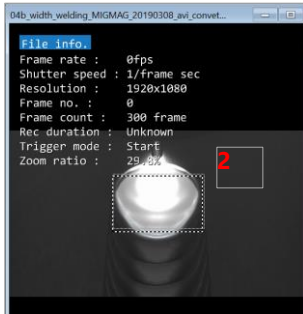 04b_width_welding_MIGMAG_20190308_avi_convet...
File info.
Frame rate : 0fps
Shutter speed : 1/frame sec
Resolution : 1920x1080
Frame no. : 0
Frame count : 300 frame
Rec duration : Unknown
Trigger mode : Start
Zoom ratio : 29.8%
2